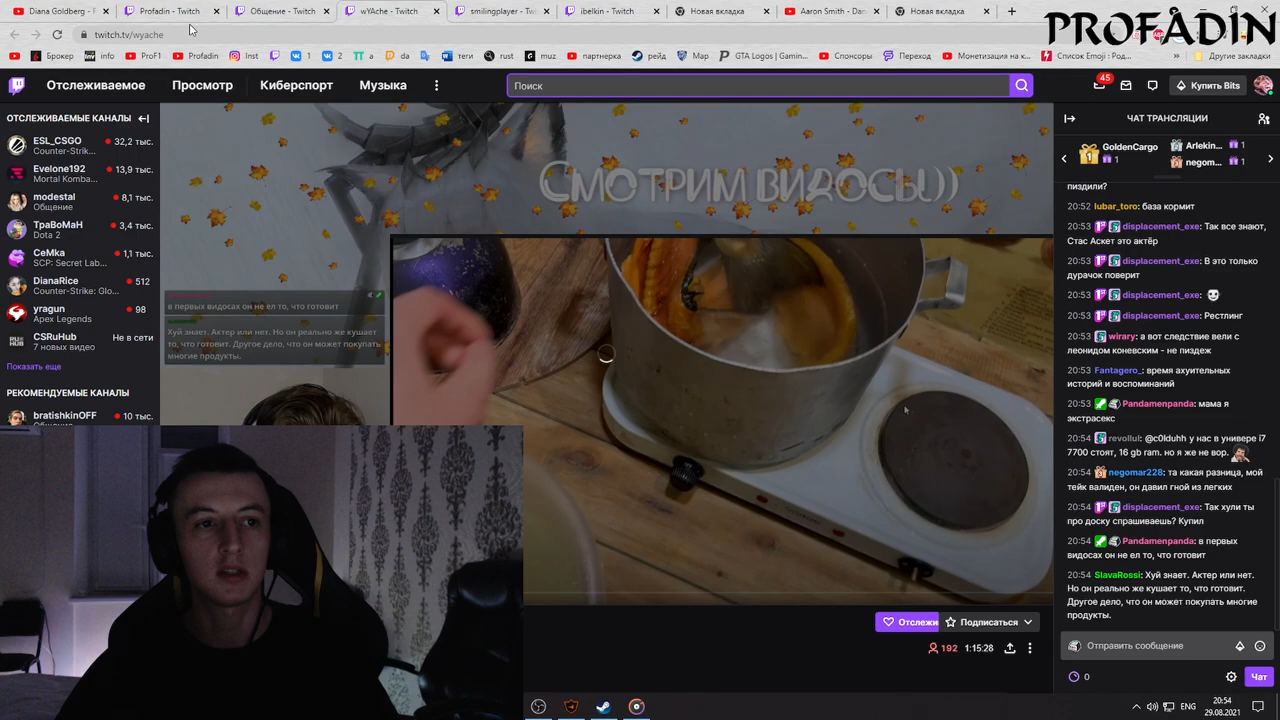 Diana Goldberg - F
Profadin - Twitch
Общение - Twitch
wYAche - Twitch
smilingplayer - Twi
ibelkin - Twitch
Новая вкладка
Aaron Smith - Dan
Новая вкладка
PROFADIN
twitch.tv/wyache
Брокер
info
ProF1
Profadin
Inst
1
2
TT a
da
теги
rust
muz
партнерка
рейд
Map
GTA Logos | Gamin...
Спонсоры
Переход
Монетизация на к...
Список Emoji · Род...
Другие закладки
Отслеживаемое
Просмотр
Киберспорт
Музыка
Поиск
45
Купить Bits
ОТСЛЕЖИВАЕМЫЕ КАНАЛЫ
ESL_CSGO 32,2 тыс.
Counter-Strike: Gl...
Evelone192 13,9 тыс.
Mortal Komba...
modestal 8,1 тыс.
Общение
TpaBoMaH 3,4 тыс.
Dota 2
CeMka 1,1 тыс.
SCP: Secret Lab...
DianaRice 512
Counter-Strike: Glo...
yragun 98
Apex Legends
CSRuHub Не в сети
7 новых видео
Показать еще
РЕКОМЕНДУЕМЫЕ КАНАЛЫ
bratishkinOFF 10 тыс.
СМОТРИМ ВИДОСЫ))
в первых видосах он не ел то, что готовит
Хуй знает. Актер или нет. Но он реально же кушает
то, что готовит. Другое дело, что он может покупать
многие продукты.
Отслежи
Подписаться
192
1:15:28
ЧАТ ТРАНСЛЯЦИИ
1
GoldenCargo
1
Arlekin... 1
negom... 1
пиздили?
20:52 lubar_toro: база кормит
20:53 displacement_exe: Так все знают,
Стас Аскет это актёр
20:53 displacement_exe: В это только
дурачок поверит
20:53 displacement_exe:
20:53 displacement_exe: Рестлинг
20:53 wirary: а вот следствие вели с
леонидом коневским - не пиздеж
20:53 Fantagero_: время ахуительных
историй и воспоминаний
20:53 Pandamenpanda: мама я
экстрасекс
20:54 revollul: @c0lduhh у нас в универе i7
7700 стоят, 16 gb ram. но я же не вор.
20:54 negomar228: та какая разница, мой
тейк валиден, он давил гной из легких
20:54 displacement_exe: Так хули ты
про доску спрашиваешь? Купил
20:54 Pandamenpanda: в первых
видосах он не ел то, что готовит
20:54 SlavaRossi: Хуй знает. Актер или нет.
Но он реально же кушает то, что готовит.
Другое дело, что он может покупать многие
продукты.
Отправить сообщение
0
Чат
ENG
20:54
29.08.2021